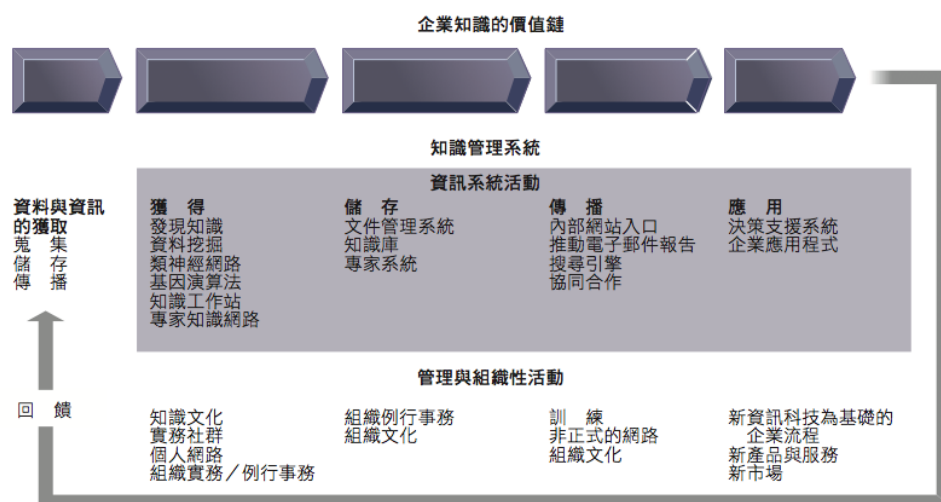 企業知識的價值鏈
知識管理系統
資訊系統活動
資料與資訊
的獲取
蒐 集
儲 存
傳 播
獲 得
發現知識
資料挖掘
類神經網路
基因演算法
知識工作站
專家知識網路
儲 存
文件管理系統
知識庫
專家系統
傳 播
內部網站入口
推動電子郵件報告
搜尋引擎
協同合作
應 用
決策支援系統
企業應用程式
管理與組織性活動
回 饋
知識文化
實務社群
個人網路
組織實務/例行事務
組織例行事務
組織文化
訓 練
非正式的網路
組織文化
新資訊科技為基礎的
企業流程
新產品與服務
新市場